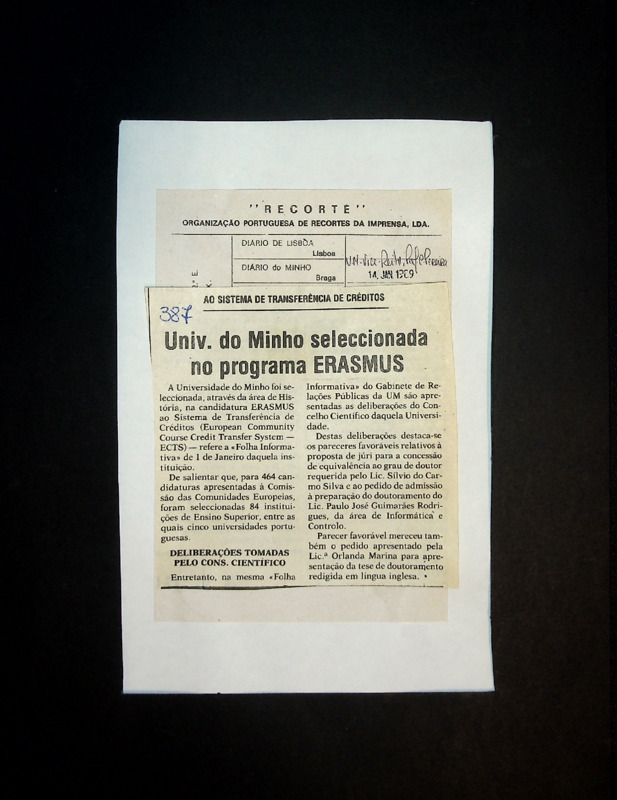 "RECORTE"
ORGANIZAÇÃO PORTUGUESA DE RECORTES DA IMPRENSA, LDA.
DIÁRIO DE LISBOA
Lisboa
DIÁRIO do MINHO
Braga
14 JAN 1989
387
AO SISTEMA DE TRANSFERÊNCIA DE CRÉDITOS
Univ. do Minho seleccionada
no programa ERASMUS
A Universidade do Minho foi se-
leccionada, através da área de His-
tória, na candidatura ERASMUS
ao Sistema de Transferência de
Créditos (European Community
Course Credit Transfer System —
ECTS) — refere a «Folha Informa-
tiva» de 1 de Janeiro daquela ins-
tituição.
De salientar que, para 464 can-
didaturas apresentadas à Comis-
são das Comunidades Europeias,
foram seleccionadas 84 institui-
ções de Ensino Superior, entre as
quais cinco universidades portu-
guesas.
DELIBERAÇÕES TOMADAS
PELO CONS. CIENTÍFICO
Entretanto, na mesma «Folha
Informativa» do Gabinete de Re-
lações Públicas da UM são apre-
sentadas as deliberações do Con-
celho Científico daquela Universi-
dade.
Destas deliberações destaca-se
os pareceres favoráveis relativos à
proposta de júri para a concessão
de equivalência ao grau de doutor
requerida pelo Lic. Sílvio do Car-
mo Silva e ao pedido de admissão
à preparação do doutoramento do
Lic. Paulo José Guimarães Rodri-
gues, da área de Informática e
Controlo.
Parecer favorável mereceu tam-
bém o pedido apresentado pela
Lic.ª Orlanda Marina para apre-
sentação da tese de doutoramento
redigida em língua inglesa.